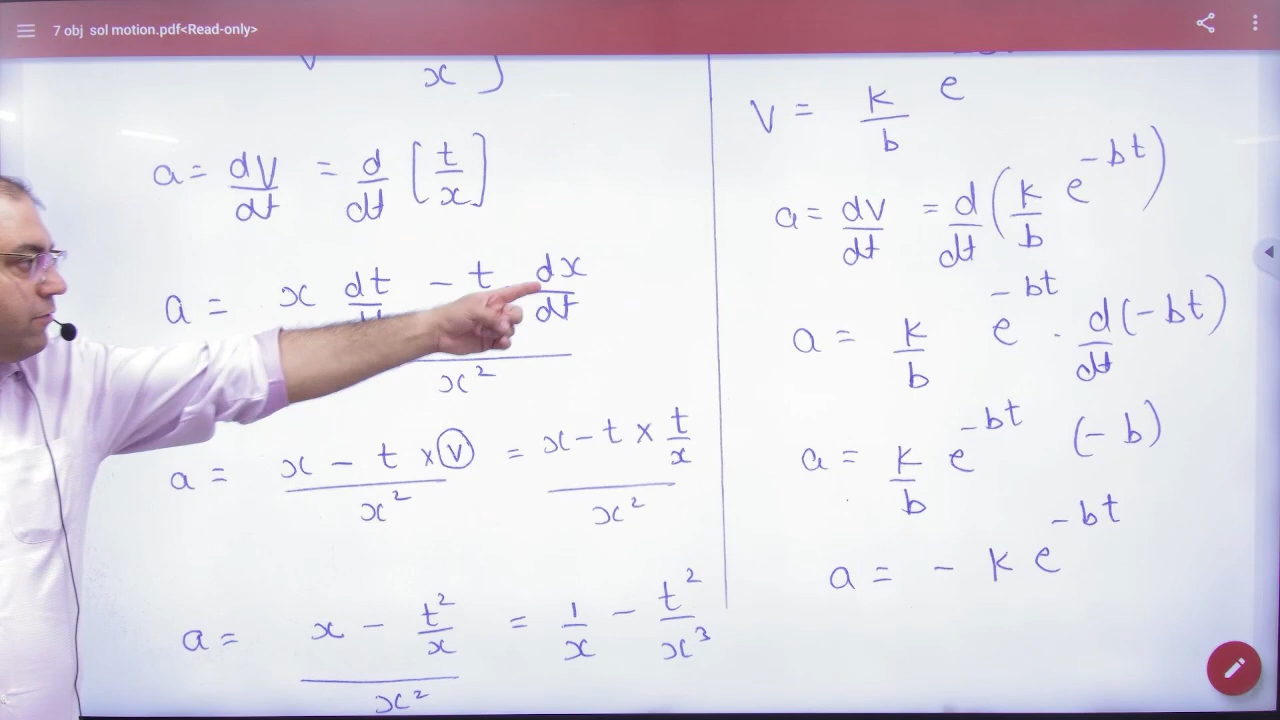 7 obj sol motion.pdf<Read-only>
v
x )
a = dv/dt = d/dt [t/x]
a = x dt/ - t dx/dt
x²
a = x - t × v / x² = x - t × t/x / x²
a = x - t²/x / x² = 1/x - t²/x³
v = k/b e
a = dv/dt = d/dt (k/b e^-bt)
a = k/b e^-bt . d/dt (-bt)
a = k/b e^-bt (-b)
a = - k e^-bt